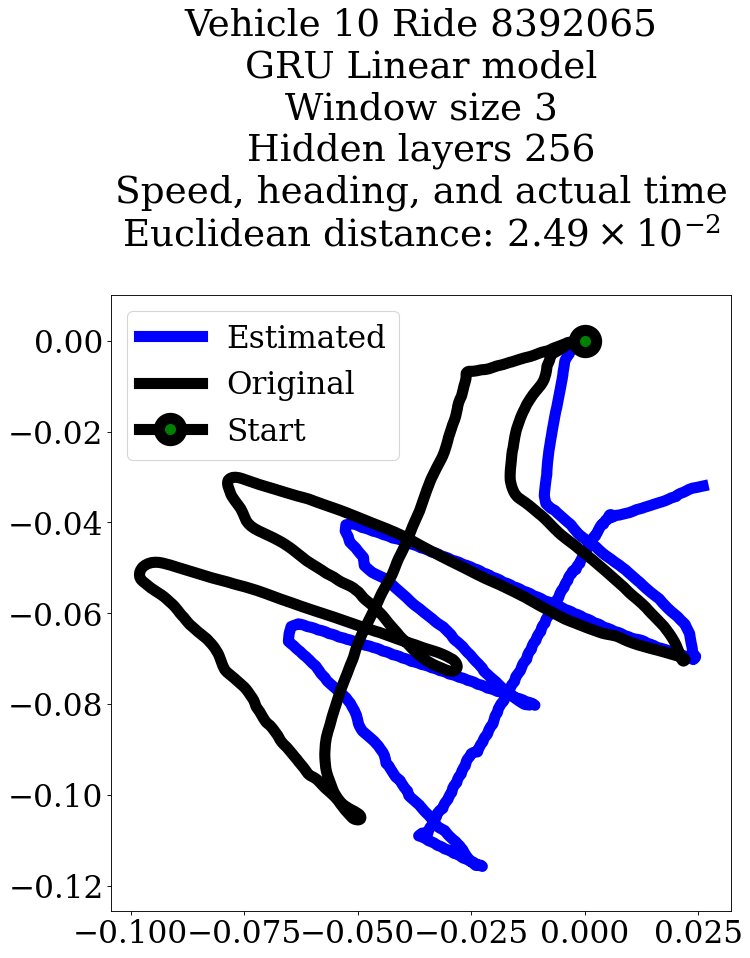 Vehicle 10 Ride 8392065
GRU Linear model
Window size 3
Hidden layers 256
Speed, heading, and actual time
Euclidean distance: 2.49 × 10⁻²
Estimated
Original
Start
0.00
−0.02
−0.04
−0.06
−0.08
−0.10
−0.12
−0.100 −0.075 −0.050 −0.025 0.000 0.025